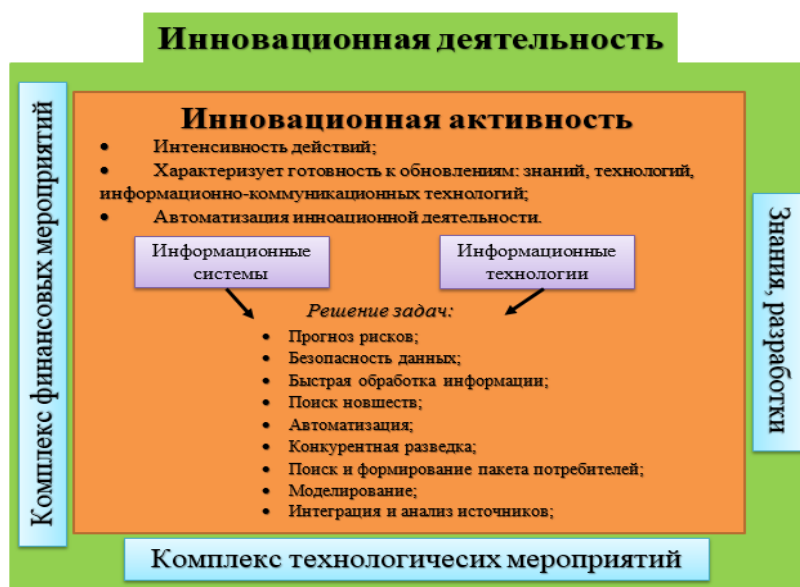 Инновационная деятельность
Комплекс финансовых мероприятий
Инновационная активность
• Интенсивность действий;
• Характеризует готовность к обновлениям: знаний, технологий,
информационно-коммуникационных технологий;
• Автоматизация инноационной деятельности.
Информационные
системы
Информационные
технологии
Решение задач:
• Прогноз рисков;
• Безопасность данных;
• Быстрая обработка информации;
• Поиск новшеств;
• Автоматизация;
• Конкурентная разведка;
• Поиск и формирование пакета потребителей;
• Моделирование;
• Интеграция и анализ источников;
Знания, разработки
Комплекс технологичесих мероприятий